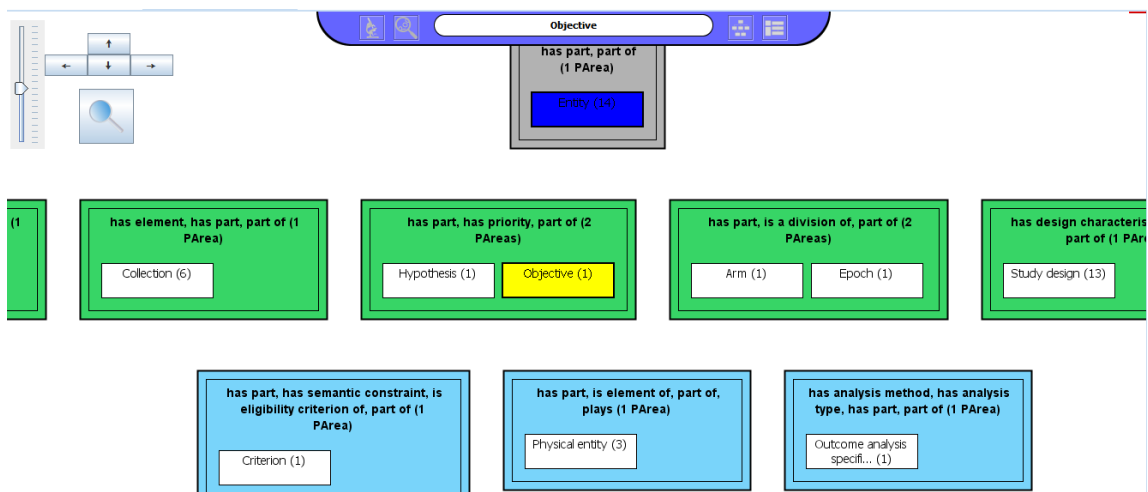 Objective
has part, part of
(1 PArea)
Entity (14)
(1
has element, has part, part of (1
PArea)
Collection (6)
has part, has priority, part of (2
PAreas)
Hypothesis (1)
Objective (1)
has part, is a division of, part of (2
PAreas)
Arm (1)
Epoch (1)
has design characteris
part of (1 PAr
Study design (13)
has part, has semantic constraint, is
eligibility criterion of, part of (1
PArea)
Criterion (1)
has part, is element of, part of,
plays (1 PArea)
Physical entity (3)
has analysis method, has analysis
type, has part, part of (1 PArea)
Outcome analysis
specifi... (1)